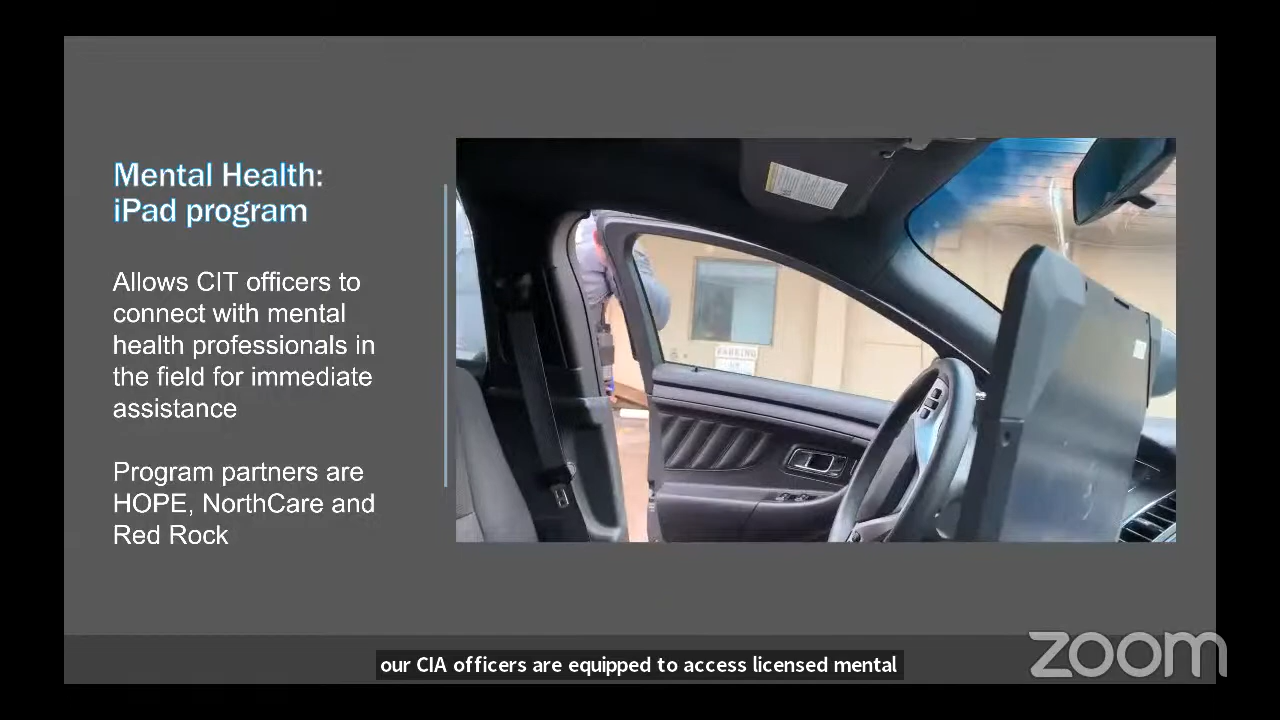 Mental Health:
iPad program
Allows CIT officers to
connect with mental
health professionals in
the field for immediate
assistance
Program partners are
HOPE, NorthCare and
Red Rock
PARKING
our CIA officers are equipped to access licensed mental
zoom